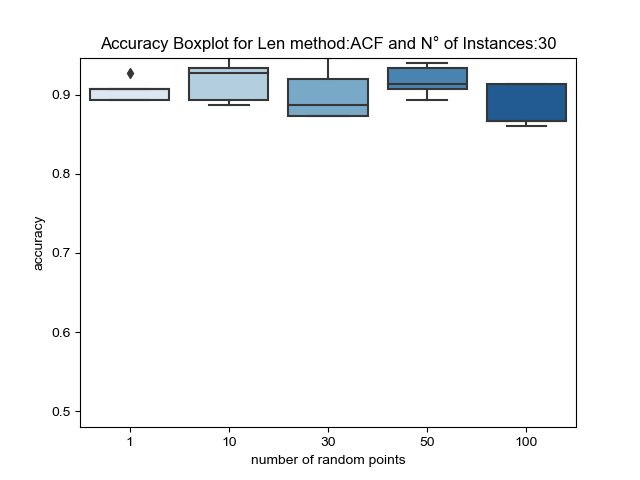 Accuracy Boxplot for Len method:ACF and N° of Instances:30
0.9
0.8
0.7
0.6
0.5
accuracy
1 10 30 50 100
number of random points